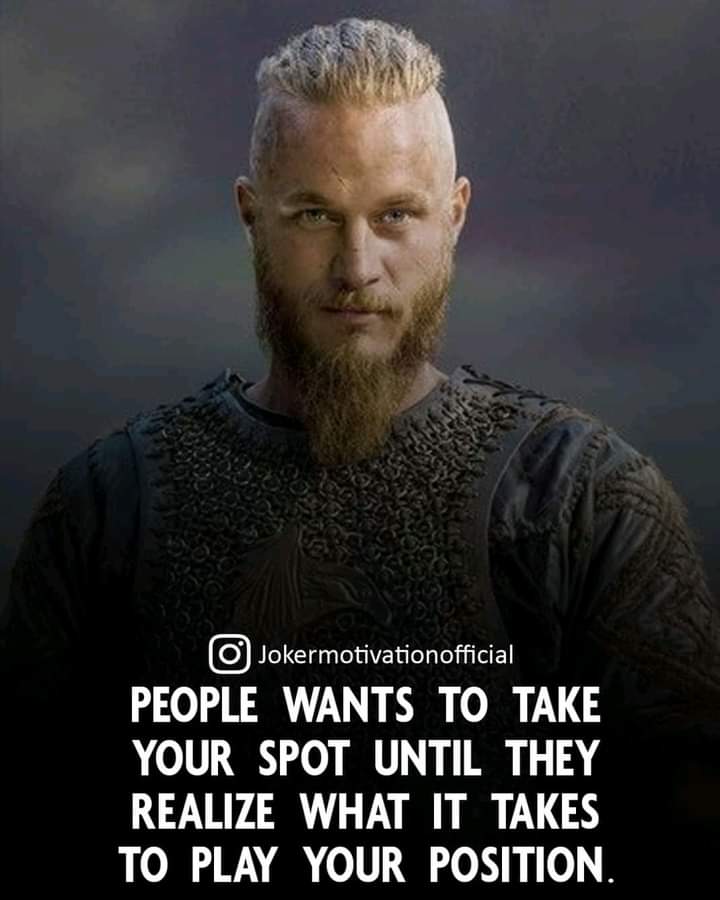 Jokermotivationofficial
PEOPLE WANTS TO TAKE
YOUR SPOT UNTIL THEY
REALIZE WHAT IT TAKES
TO PLAY YOUR POSITION.